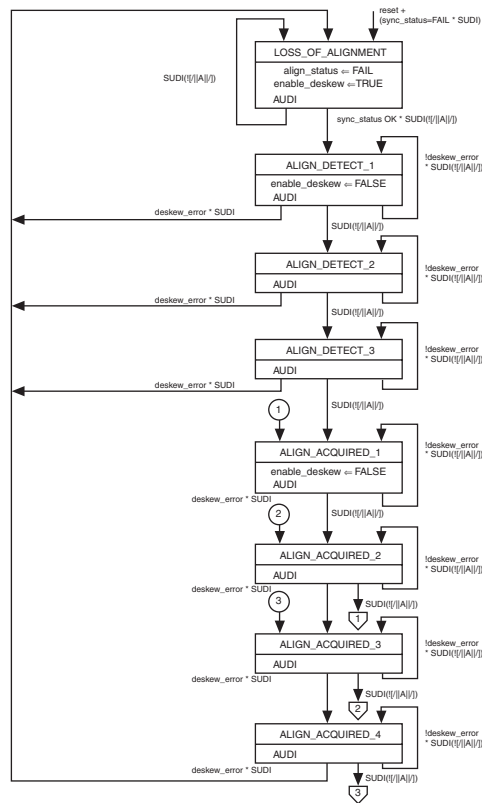 reset +
(sync_status=FAIL * SUDI)
LOSS_OF_ALIGNMENT
SUDI(![/||A||/])
align_status ⇐ FAIL
enable_deskew ⇐TRUE
AUDI
sync_status OK * SUDI(![/||A||/])
!deskew_error
* SUDI(![/||A||/])
ALIGN_DETECT_1
enable_deskew ⇐ FALSE
AUDI
deskew_error * SUDI
SUDI(![/||A||/])
!deskew_error
* SUDI(![/||A||/])
ALIGN_DETECT_2
AUDI
deskew_error * SUDI
SUDI(![/||A||/])
!deskew_error
* SUDI(![/||A||/])
ALIGN_DETECT_3
AUDI
deskew_error * SUDI
SUDI(![/||A||/])
1
!deskew_error
* SUDI(![/||A||/])
ALIGN_ACQUIRED_1
enable_deskew ⇐ FALSE
AUDI
deskew_error * SUDI
SUDI(![/||A||/])
2
!deskew_error
* SUDI(![/||A||/])
ALIGN_ACQUIRED_2
AUDI
deskew_error * SUDI
SUDI(![/||A||/])
1
3
!deskew_error
* SUDI(![/||A||/])
ALIGN_ACQUIRED_3
AUDI
deskew_error * SUDI
SUDI(![/||A||/])
2
!deskew_error
* SUDI(![/||A||/])
ALIGN_ACQUIRED_4
AUDI
deskew_error * SUDI
SUDI(![/||A||/])
3